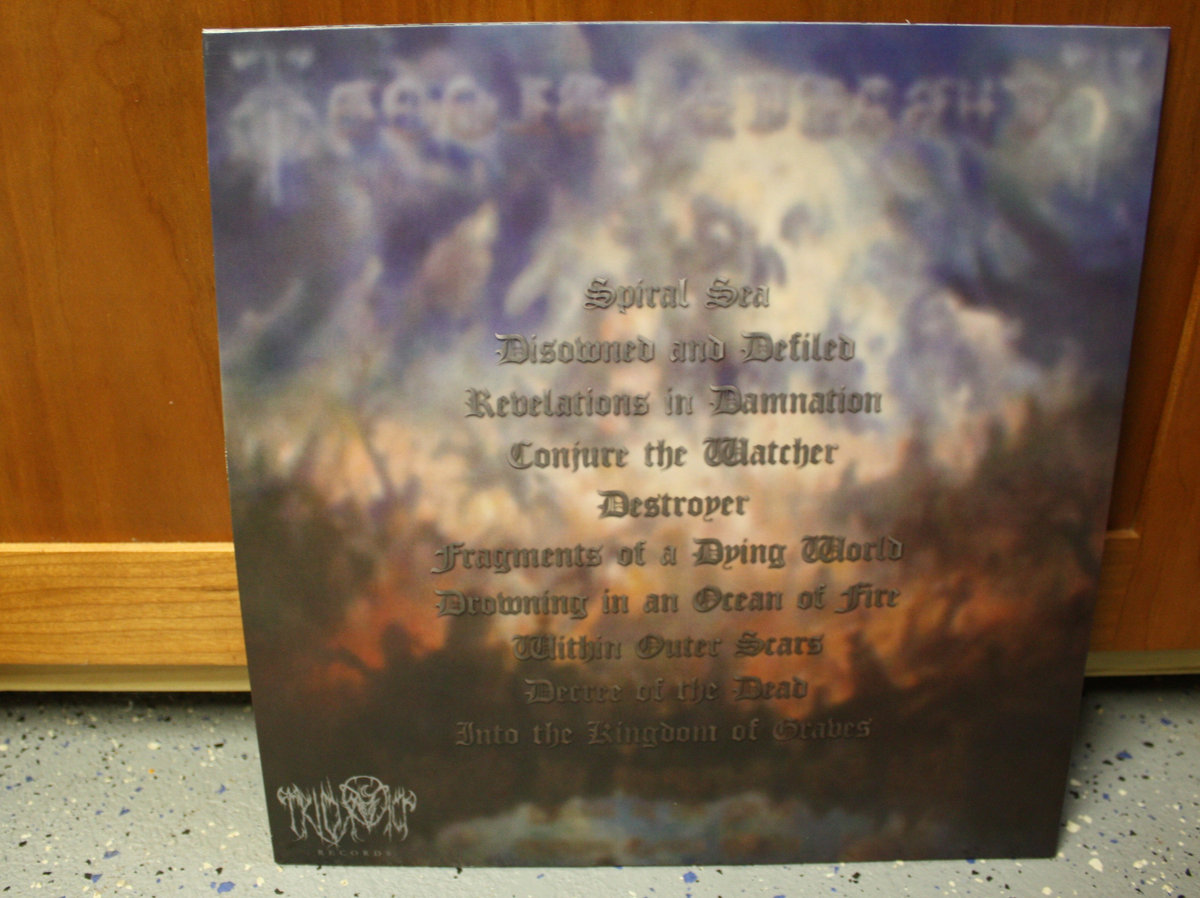 Spiral Sea
Disowned and Defiled
Revelations in Damnation
Conjure the Watcher
Destroyer
Fragments of a Dying World
Drowning in an Ocean of Fire
Within Outer Scars
Decree of the Dead
Into the Kingdom of Graves
RECORDS